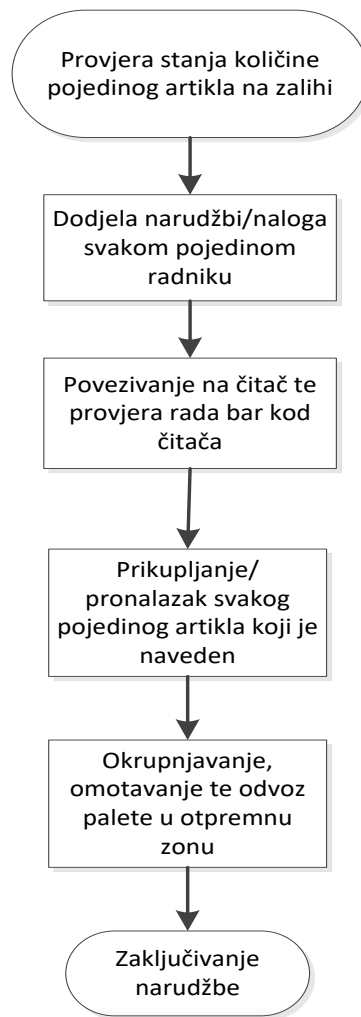 Provjera stanja količine
pojedinog artikla na zalihi
Dodjela narudžbi/naloga
svakom pojedinom
radniku
Povezivanje na čitač te
provjera rada bar kod
čitača
Prikupljanje/
pronalazak svakog
pojedinog artikla koji je
naveden
Okrupnjavanje,
omotavanje te odvoz
palete u otpremnu
zonu
Zaključivanje
narudžbe